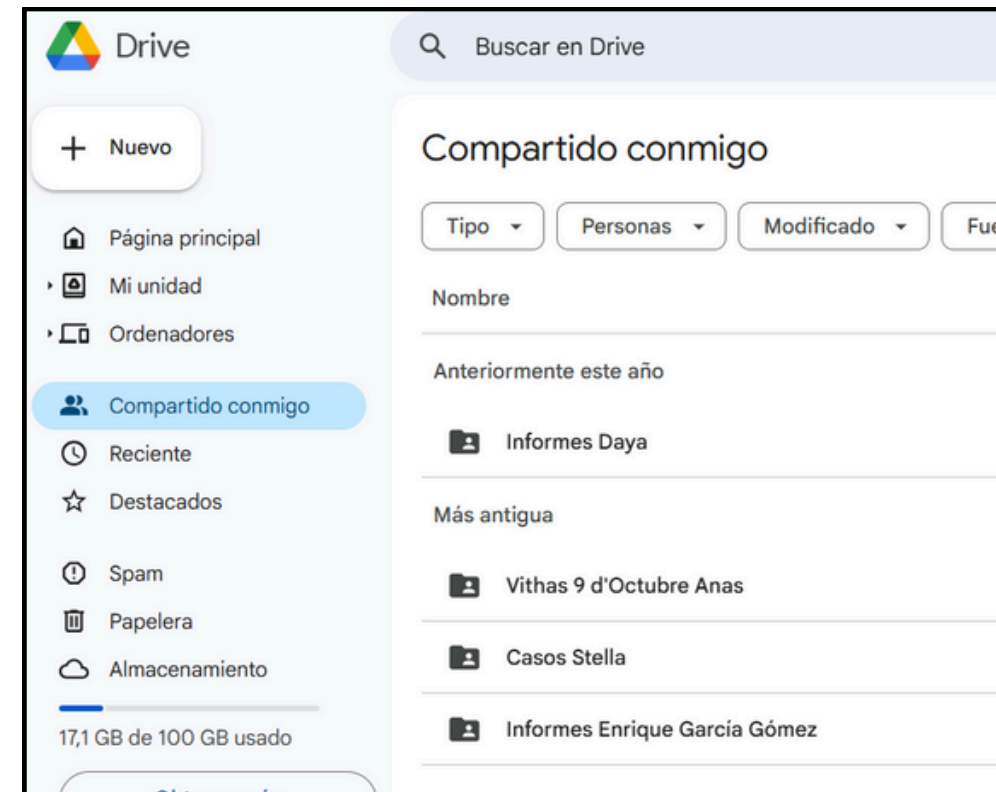 Drive
Buscar en Drive
Nuevo
Compartido conmigo
Tipo
Personas
Modificado
Página principal
Mi unidad
Ordenadores
Nombre
Anteriormente este año
Compartido conmigo
Reciente
Informes Daya
Destacados
Más antigua
Spam
Vithas 9 d'Octubre Anas
Papelera
Casos Stella
Almacenamiento
17,1 GB de 100 GB usado
Informes Enrique García Gómez